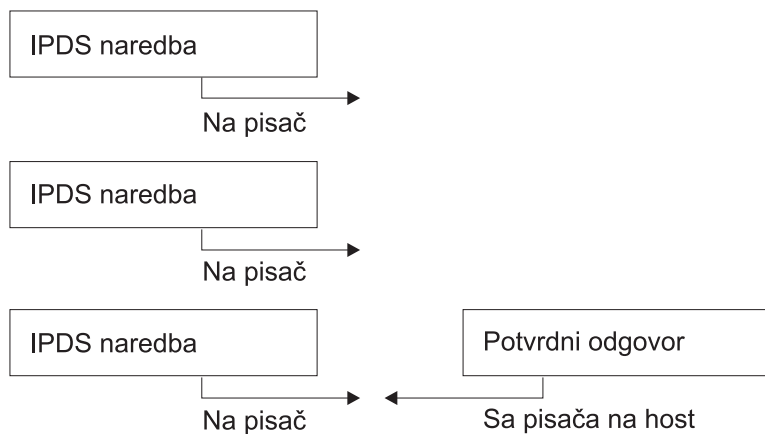 IPDS naredba
Na pisač
IPDS naredba
Na pisač
IPDS naredba
Potvrdni odgovor
Na pisač
Sa pisača na host